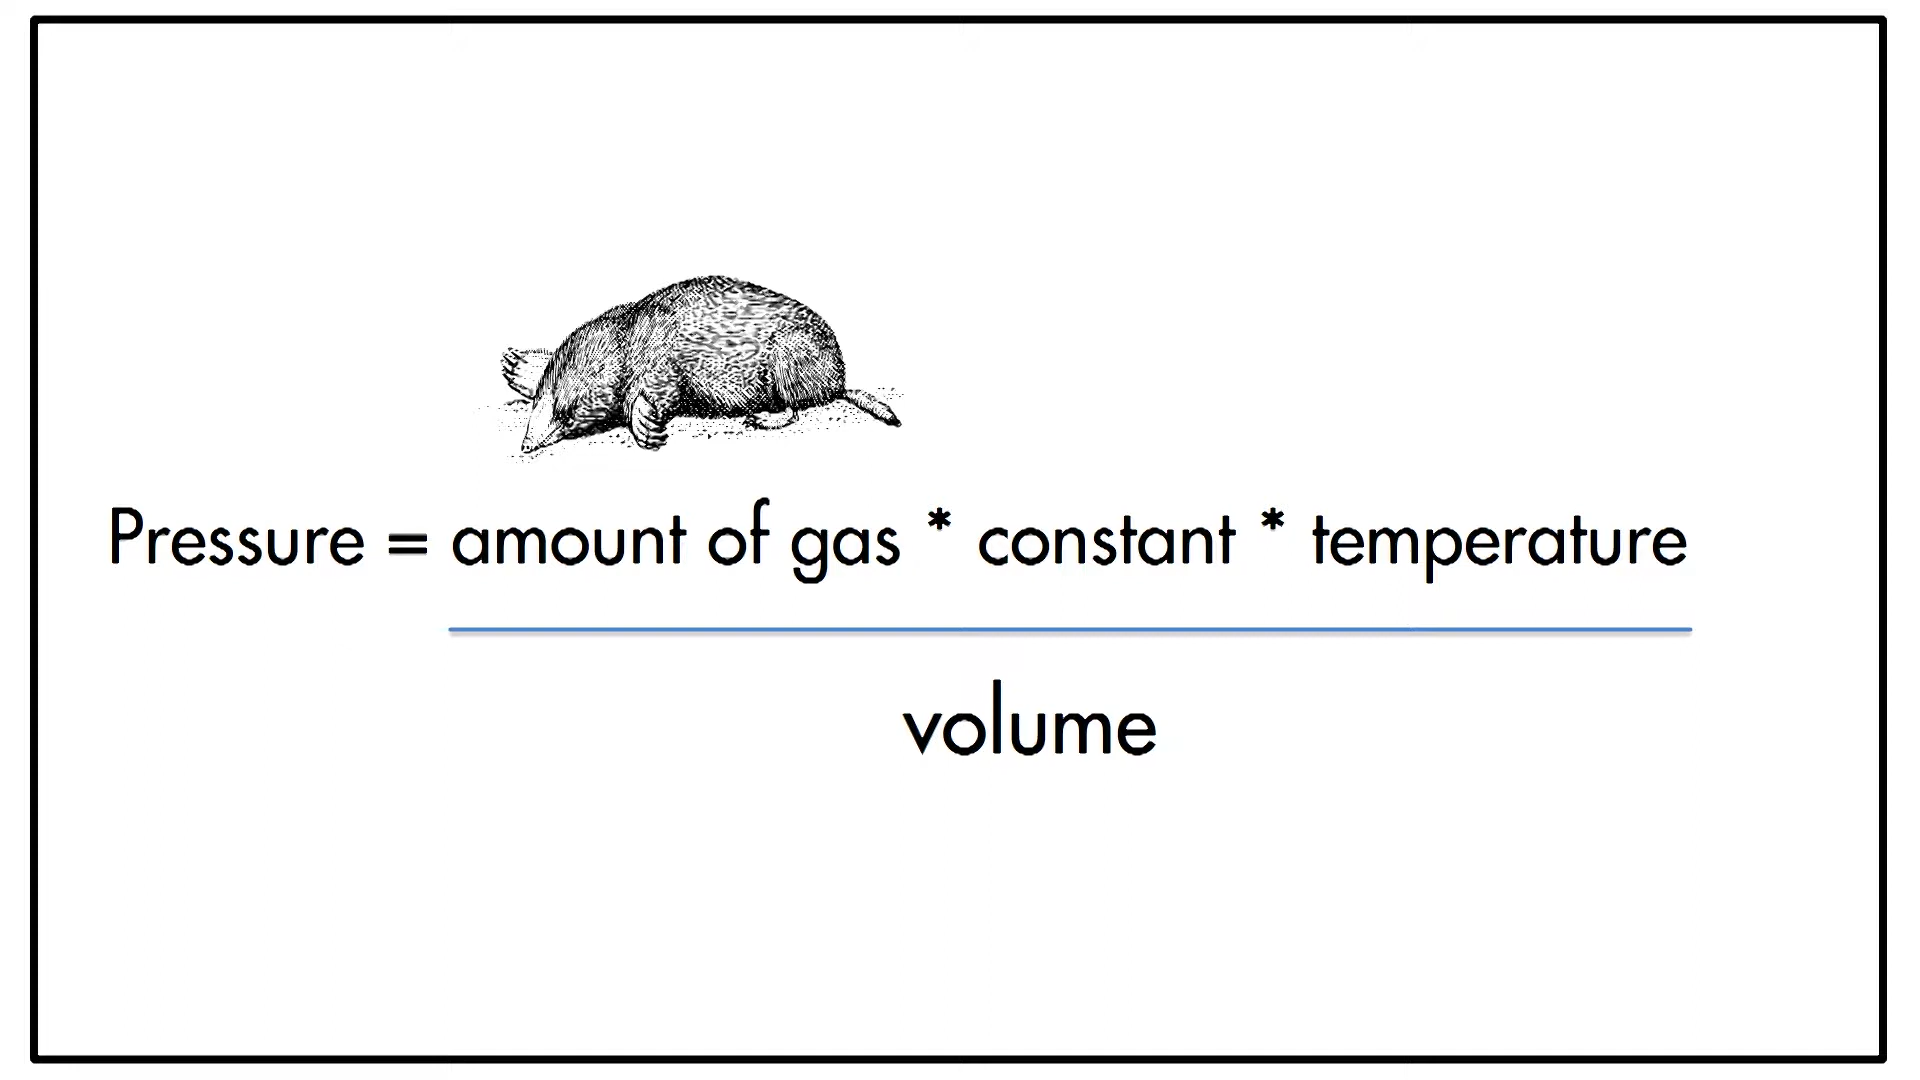 Pressure = amount of gas * constant * temperature
volume